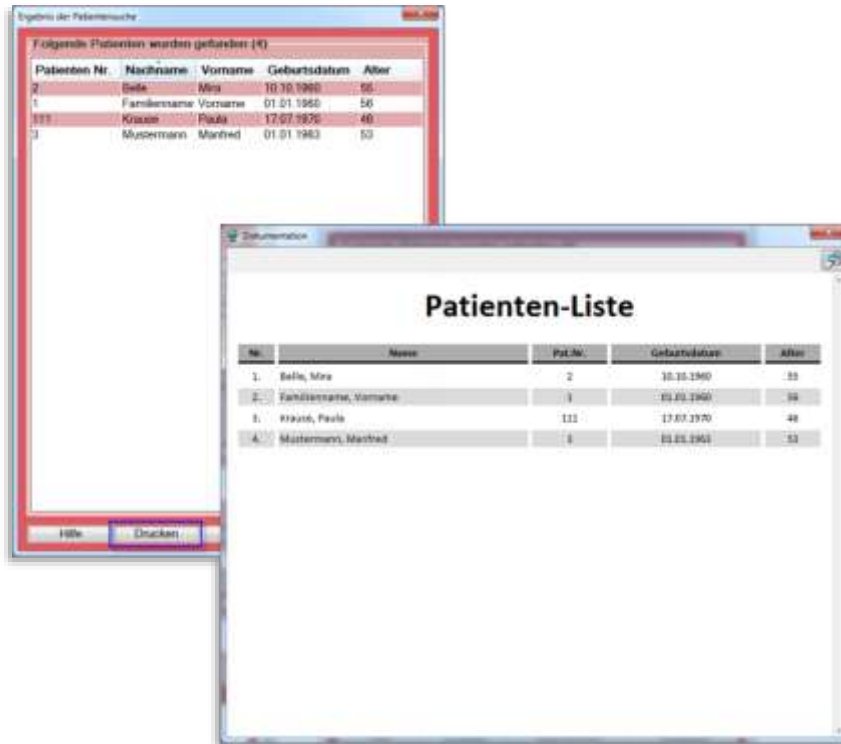 Ergebnis der Patientensuche
Folgende Patienten wurden gefunden (4)
Patienten Nr. Nachname Vorname Geburtsdatum Alter
2 Belle Mira 10.10.1960 55
1 Familienname Vorname 01.01.1960 56
111 Krause Paula 17.07.1970 46
3 Mustermann Manfred 01.01.1963 53
Hilfe Drucken
Dokumentation
Patienten-Liste
Nr. Name Pat.Nr. Geburtsdatum Alter
1. Belle, Mira 2 10.10.1960 55
2. Familienname, Vorname 1 01.01.1960 56
3. Krause, Paula 111 17.07.1970 46
4. Mustermann, Manfred 3 01.01.1963 53